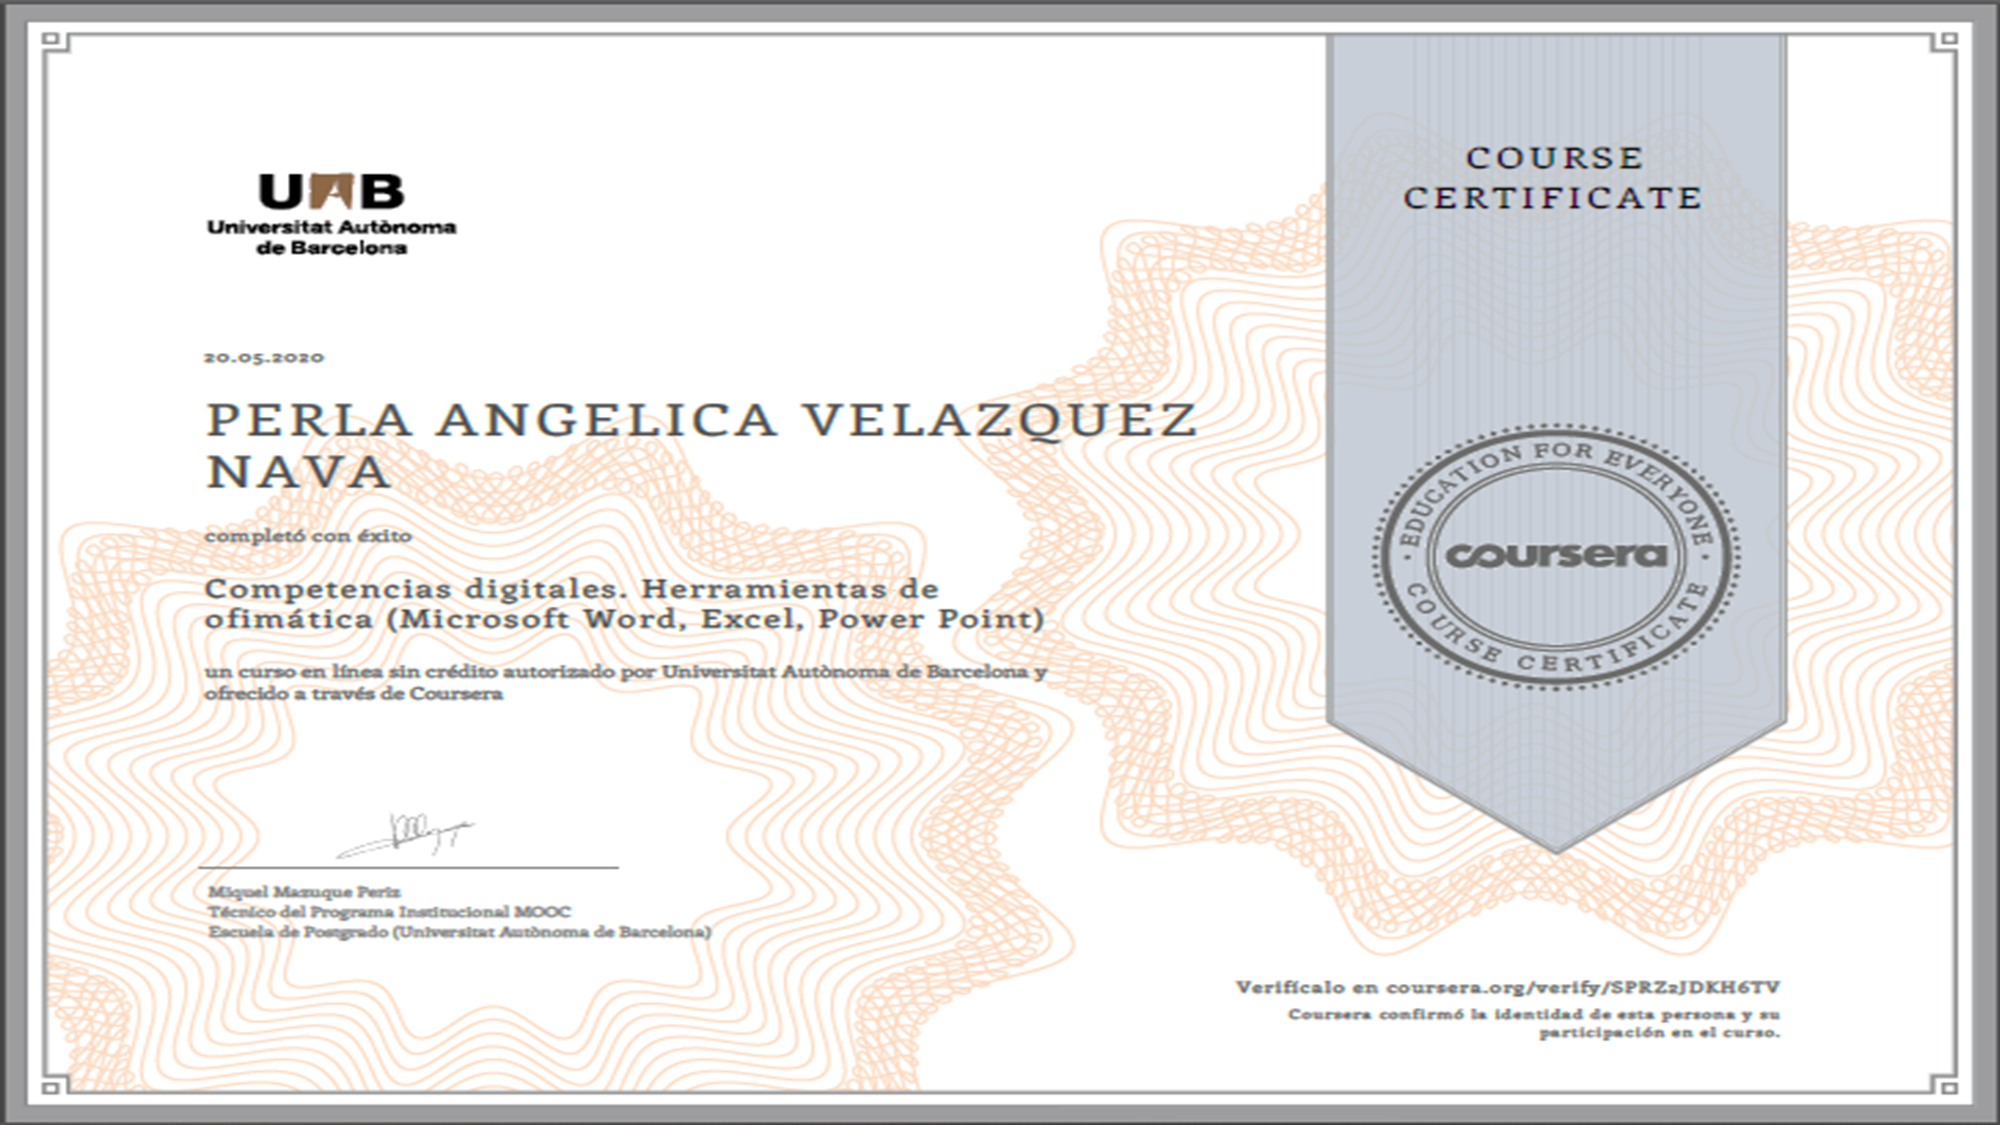 UAB
Universitat Autònoma
de Barcelona
20.05.2020
PERLA ANGELICA VELAZQUEZ
NAVA
completó con éxito
Competencias digitales. Herramientas de
ofimática (Microsoft Word, Excel, Power Point)
un curso en línea sin crédito autorizado por Universitat Autònoma de Barcelona y
ofrecido a través de Coursera
Miquel Mazuque Periz
Técnico del Programa Institucional MOOC
Escuela de Postgrado (Universitat Autònoma de Barcelona)
COURSE
CERTIFICATE
EDUCATION FOR EVERYONE
coursera
COURSE CERTIFICATE
Verifícalo en coursera.org/verify/SPRZ2JDKH6TV
Coursera confirmó la identidad de esta persona y su
participación en el curso.